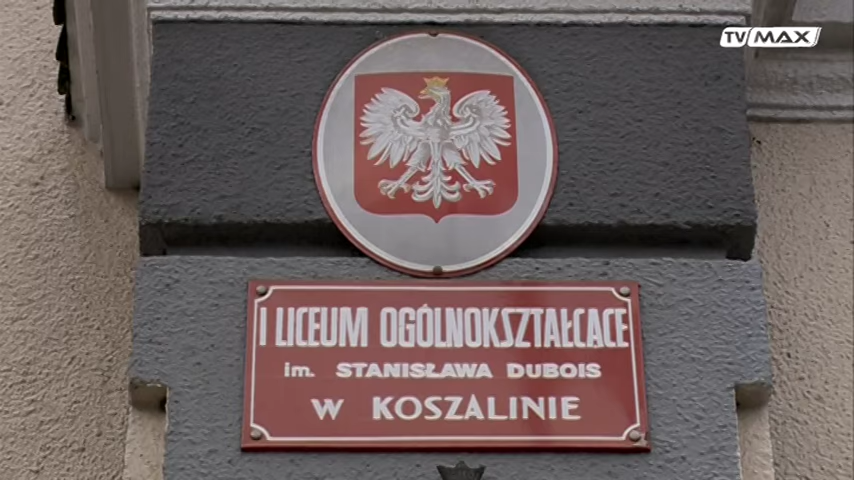 TV MAX
I LICEUM OGÓLNOKSZTAŁCĄCE
im. STANISŁAWA DUBOIS
W KOSZALINIE